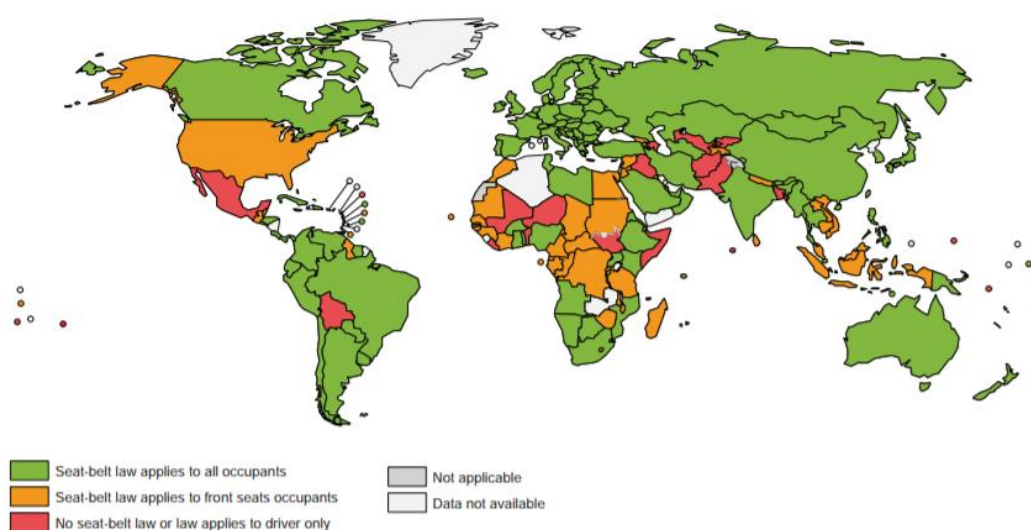 Seat-belt law applies to all occupants
Seat-belt law applies to front seats occupants
No seat-belt law or law applies to driver only
Not applicable
Data not available